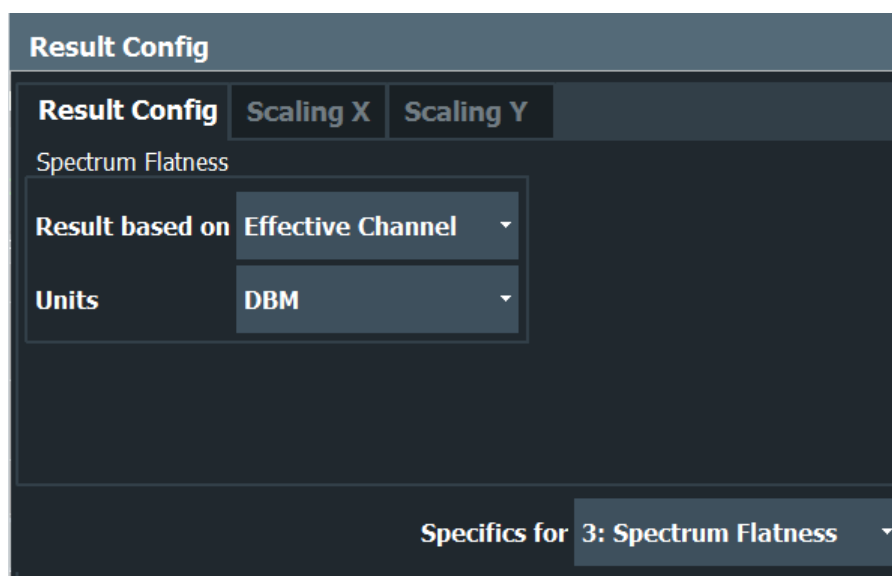 Result Config
Result Config Scaling X Scaling Y
Spectrum Flatness
Result based on Effective Channel
Units DBM
Specifics for 3: Spectrum Flatness